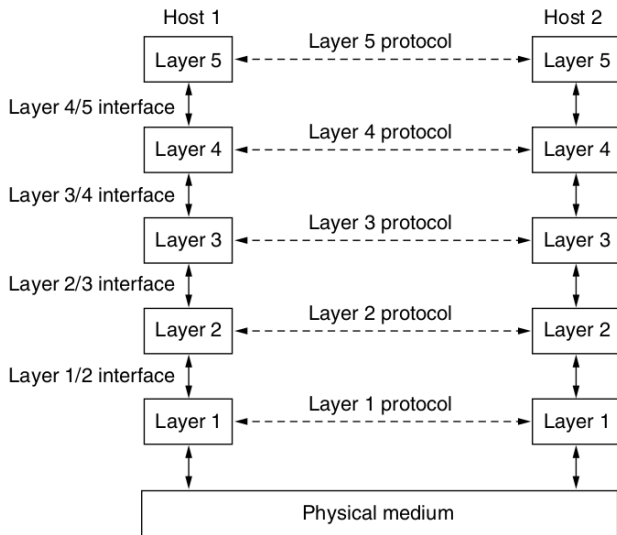 Host 1
Host 2
Layer 5
Layer 5 protocol
Layer 5
Layer 4/5 interface
Layer 4
Layer 4 protocol
Layer 4
Layer 3/4 interface
Layer 3
Layer 3 protocol
Layer 3
Layer 2/3 interface
Layer 2
Layer 2 protocol
Layer 2
Layer 1/2 interface
Layer 1
Layer 1 protocol
Layer 1
Physical medium